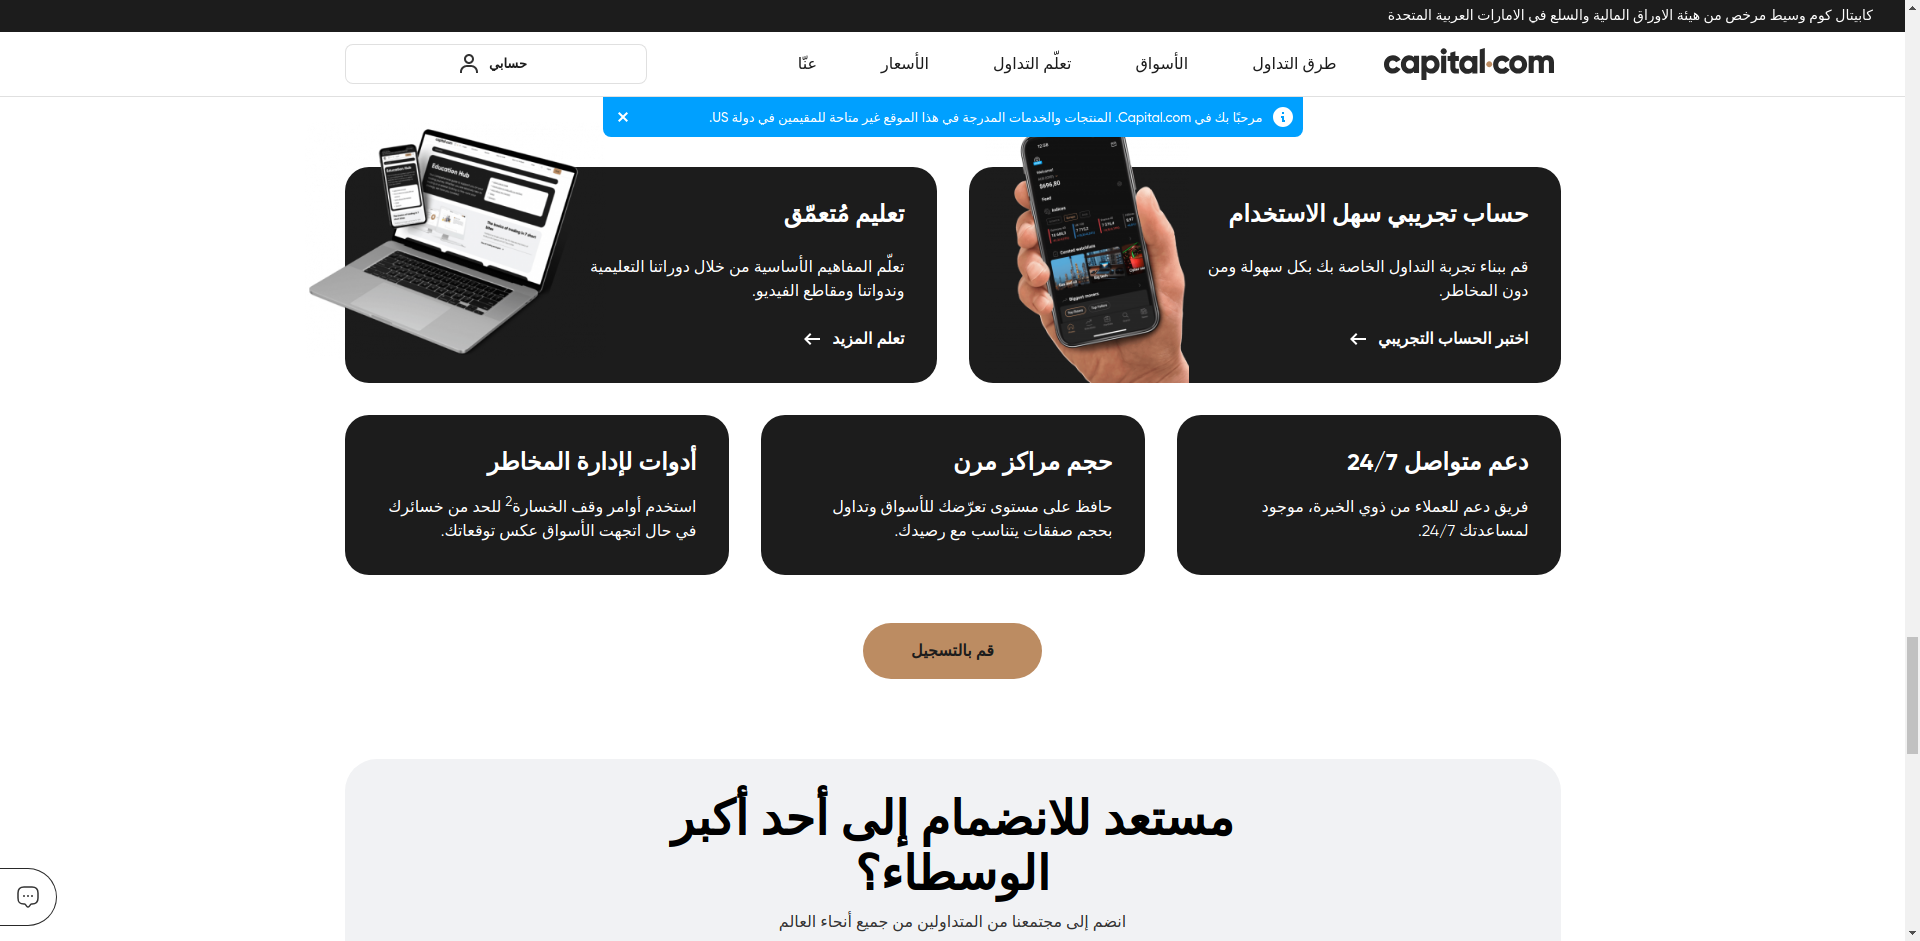 كابيتال كوم وسيط مرخص من هيئة الاوراق المالية والسلع في الامارات العربية المتحدة
capital.com
طرق التداول
الأسواق
تعلّم التداول
الأسعار
عنّا
حسابي
مرحبًا بك في Capital.com. المنتجات والخدمات المدرجة في هذا الموقع غير متاحة للمقيمين في دولة US.
حساب تجريبي سهل الاستخدام
قم ببناء تجربة التداول الخاصة بك بكل سهولة ومن
دون المخاطر.
اختبر الحساب التجريبي
تعليم مُتعمّق
تعلّم المفاهيم الأساسية من خلال دوراتنا التعليمية
وندواتنا ومقاطع الفيديو.
تعلم المزيد
Education Hub
دعم متواصل 24/7
فريق دعم للعملاء من ذوي الخبرة، موجود
لمساعدتك 24/7.
حجم مراكز مرن
حافظ على مستوى تعرّضك للأسواق وتداول
بحجم صفقات يتناسب مع رصيدك.
أدوات لإدارة المخاطر
استخدم أوامر وقف الخسارة2 للحد من خسائرك
في حال اتجهت الأسواق عكس توقعاتك.
قم بالتسجيل
مستعد للانضمام إلى أحد أكبر
الوسطاء؟
انضم إلى مجتمعنا من المتداولين من جميع أنحاء العالم